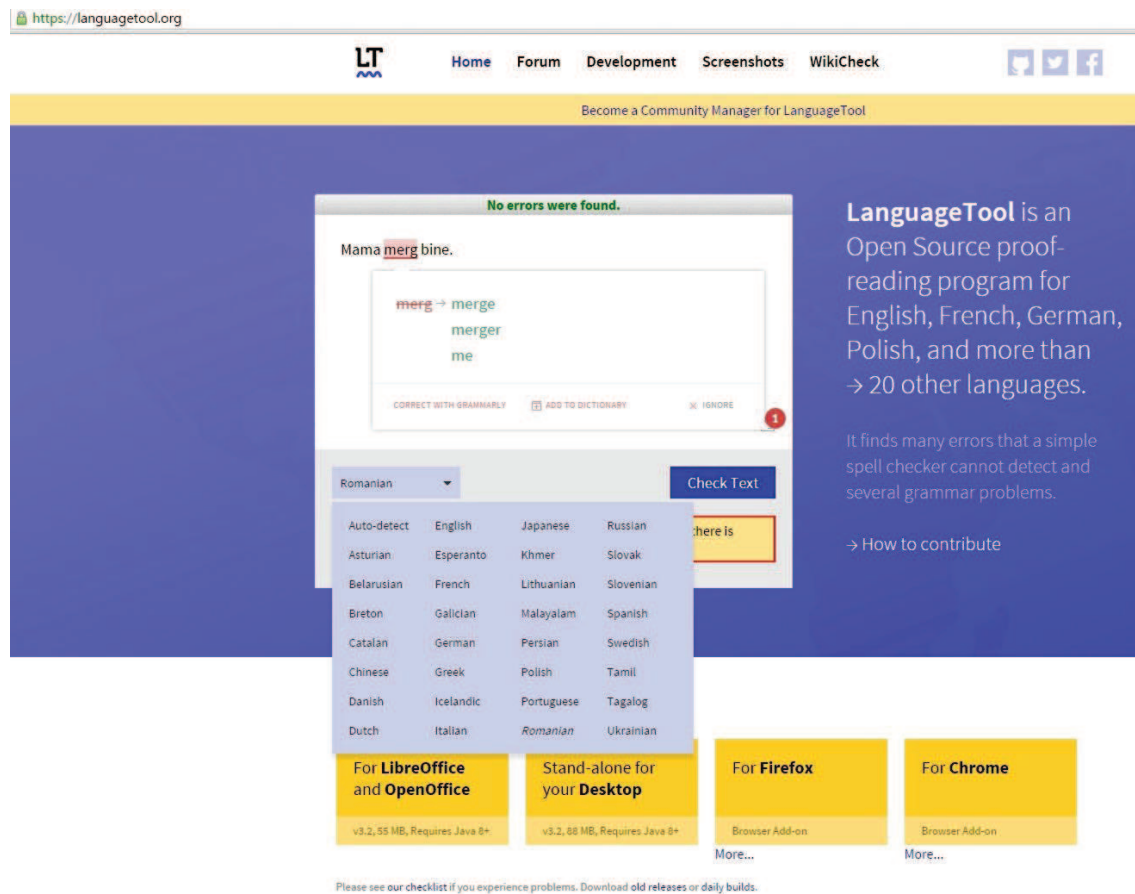 https://languagetool.org
LT
Home Forum Development Screenshots WikiCheck
Become a Community Manager for LanguageTool
No errors were found.
Mama merg bine.
merg → merge
merger
me
CORRECT WITH GRAMMARLY ADD TO DICTIONARY × IGNORE
1
Romanian
Check Text
there is
Auto-detect English Japanese Russian
Asturian Esperanto Khmer Slovak
Belarusian French Lithuanian Slovenian
Breton Galician Malayalam Spanish
Catalan German Persian Swedish
Chinese Greek Polish Tamil
Danish Icelandic Portuguese Tagalog
Dutch Italian Romanian Ukrainian
LanguageTool is an
Open Source proof-
reading program for
English, French, German,
Polish, and more than
→ 20 other languages.
It finds many errors that a simple
spell checker cannot detect and
several grammar problems.
→ How to contribute
For LibreOffice
and OpenOffice
v3.2, 55 MB, Requires Java 8+
Stand-alone for
your Desktop
v3.2, 88 MB, Requires Java 8+
For Firefox
Browser Add-on
More...
For Chrome
Browser Add-on
More...
Please see our checklist if you experience problems. Download old releases or daily builds.